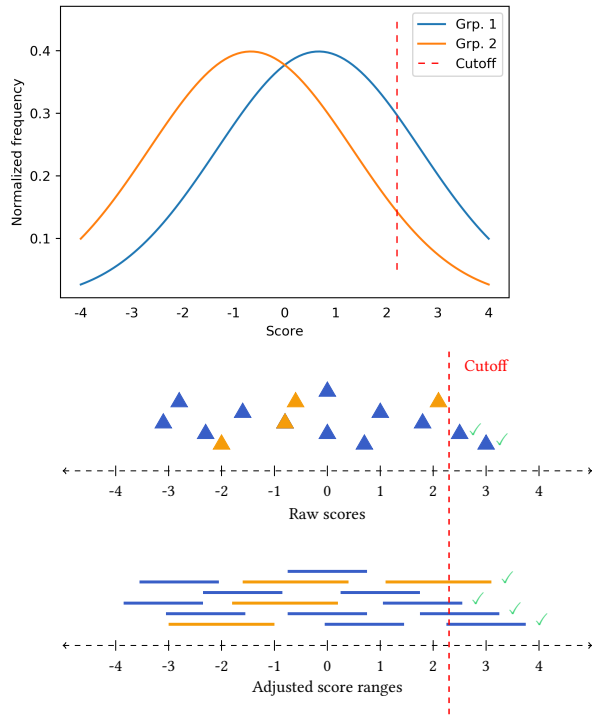 Grp. 1
Grp. 2
Cutoff
Normalized frequency
0.4
0.3
0.2
0.1
-4 -3 -2 -1 0 1 2 3 4
Score
Cutoff
-4 -3 -2 -1 0 1 2 3 4
Raw scores
-4 -3 -2 -1 0 1 2 3 4
Adjusted score ranges